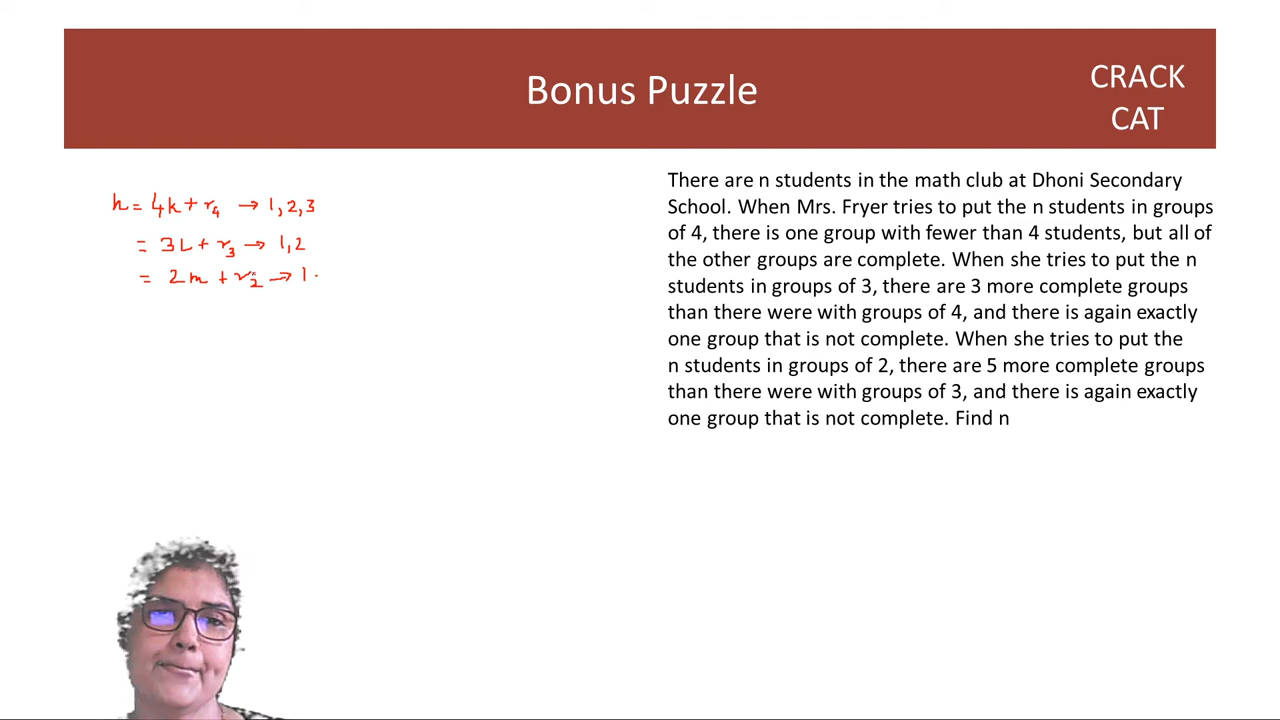 Bonus Puzzle
CRACK
CAT
n = 4k + r₄ → 1, 2, 3
= 3L + r₃ → 1, 2
= 2m + r₂ → 1.
There are n students in the math club at Dhoni Secondary
School. When Mrs. Fryer tries to put the n students in groups
of 4, there is one group with fewer than 4 students, but all of
the other groups are complete. When she tries to put the n
students in groups of 3, there are 3 more complete groups
than there were with groups of 4, and there is again exactly
one group that is not complete. When she tries to put the
n students in groups of 2, there are 5 more complete groups
than there were with groups of 3, and there is again exactly
one group that is not complete. Find n